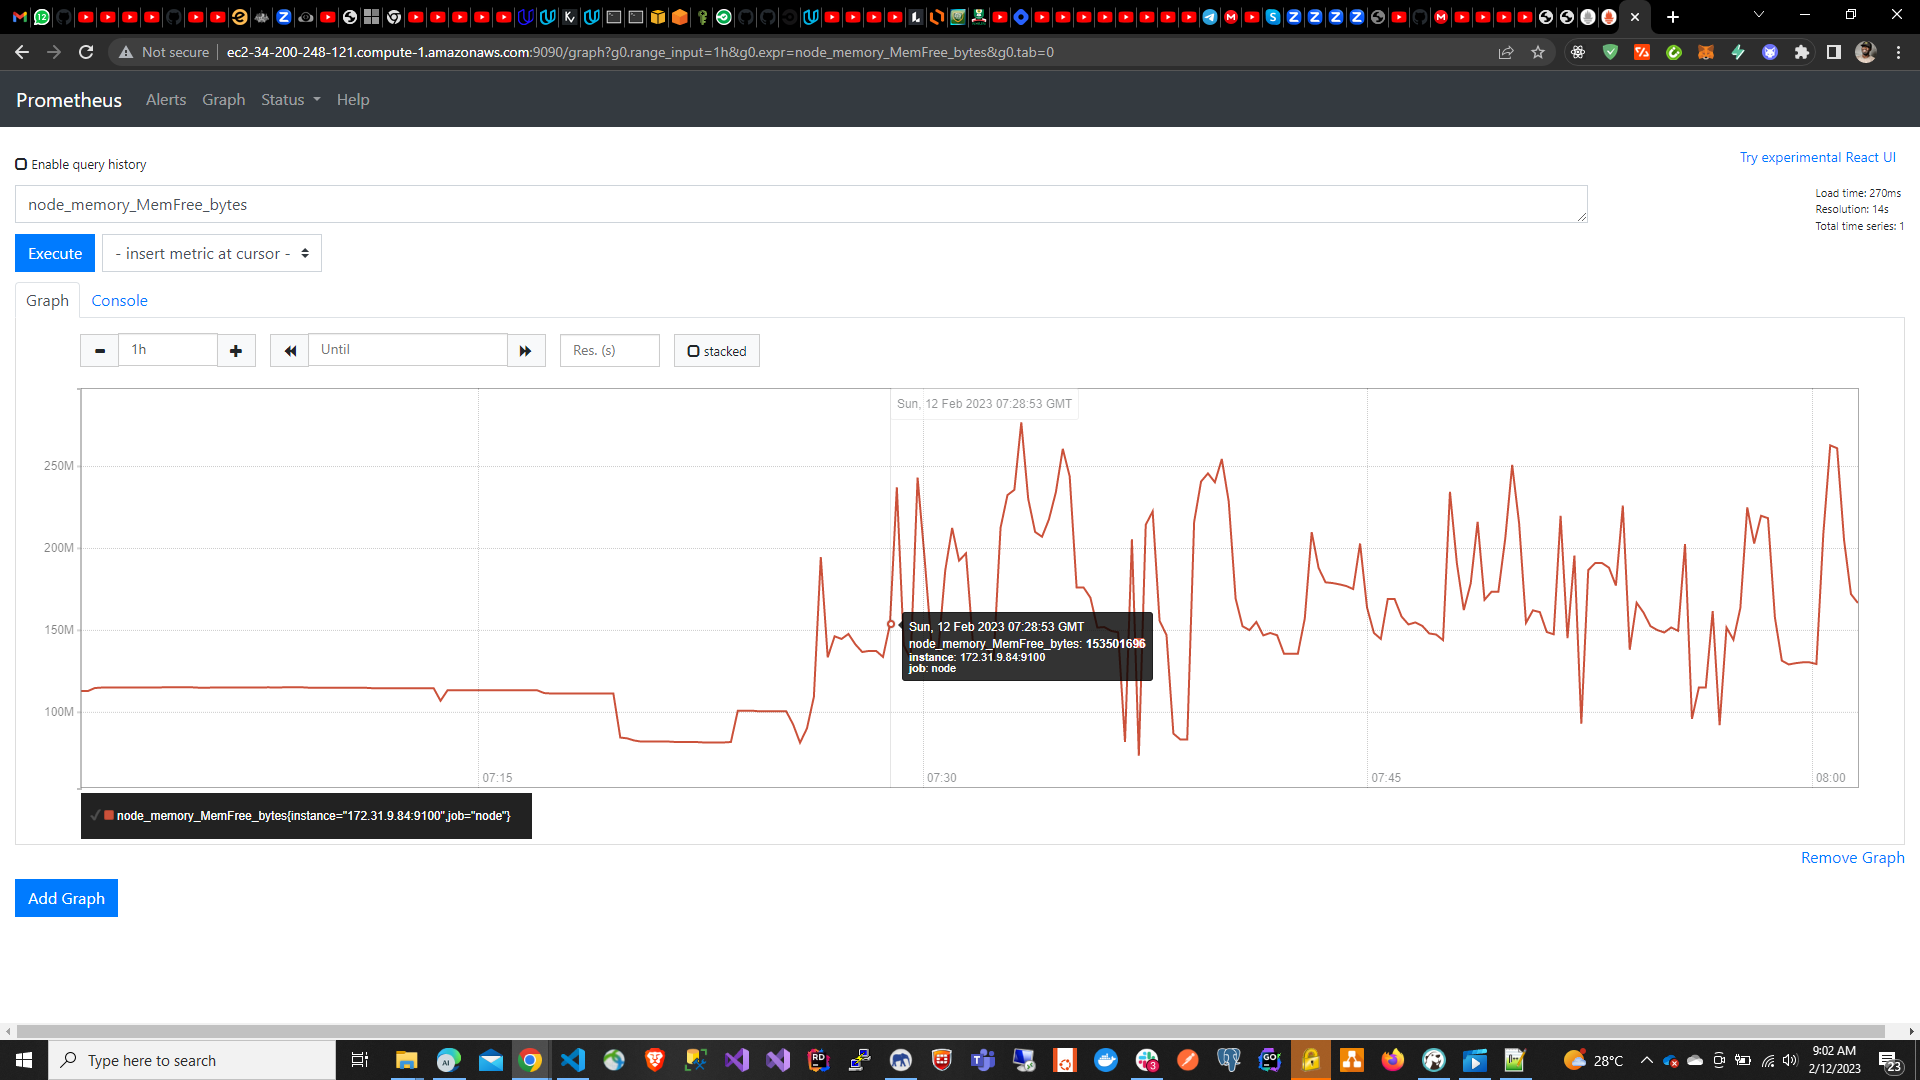 Not secure
ec2-34-200-248-121.compute-1.amazonaws.com:9090/graph?g0.range_input=1h&g0.expr=node_memory_MemFree_bytes&g0.tab=0
Prometheus Alerts Graph Status Help
Enable query history
Try experimental React UI
node_memory_MemFree_bytes
Load time: 270ms
Resolution: 14s
Total time series: 1
Execute
- insert metric at cursor -
Graph Console
1h
Until
Res. (s)
stacked
Sun, 12 Feb 2023 07:28:53 GMT
250M
200M
150M
100M
Sun, 12 Feb 2023 07:28:53 GMT
node_memory_MemFree_bytes: 153501696
instance: 172.31.9.84:9100
job: node
07:15
07:30
07:45
08:00
node_memory_MemFree_bytes{instance="172.31.9.84:9100",job="node"}
Remove Graph
Add Graph
Type here to search
28°C
9:02 AM
2/12/2023
23